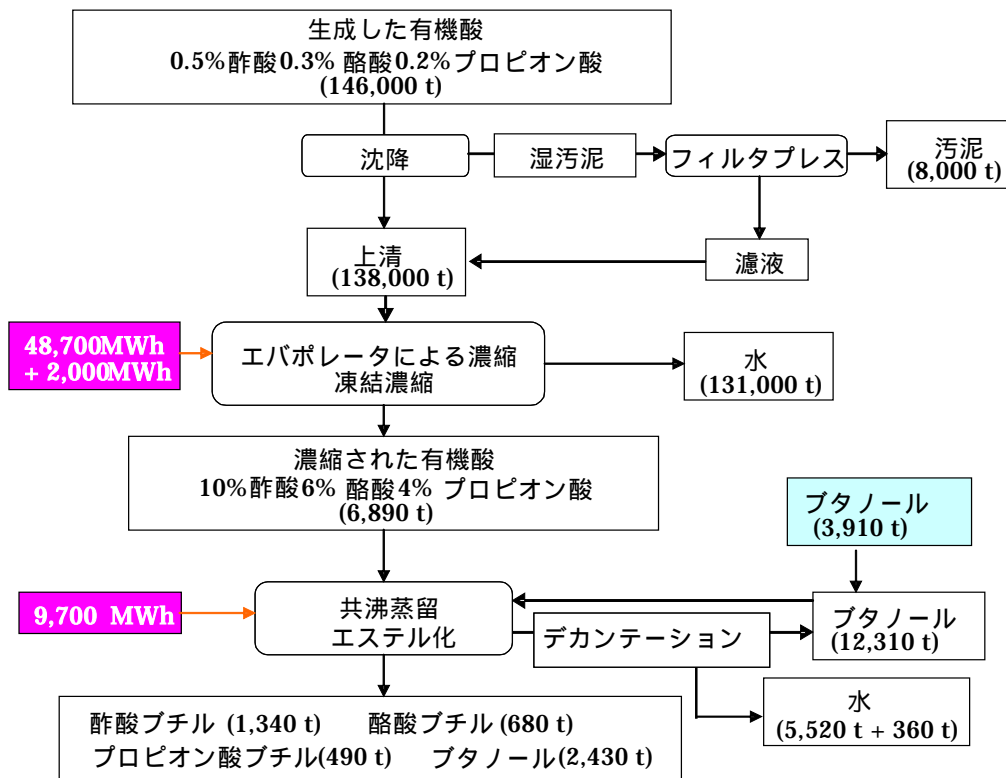 生成した有機酸
0.5%酢酸0.3% 酪酸0.2%プロピオン酸
(146,000 t)
沈降
湿汚泥
フィルタプレス
汚泥
(8,000 t)
上清
(138,000 t)
濾液
48,700MWh
+ 2,000MWh
エバポレータによる濃縮
凍結濃縮
水
(131,000 t)
濃縮された有機酸
10%酢酸6% 酪酸4% プロピオン酸
(6,890 t)
ブタノール
(3,910 t)
9,700 MWh
共沸蒸留
エステル化
デカンテーション
ブタノール
(12,310 t)
酢酸ブチル (1,340 t) 酪酸ブチル(680 t)
プロピオン酸ブチル(490 t) ブタノール(2,430 t)
水
(5,520 t + 360 t)